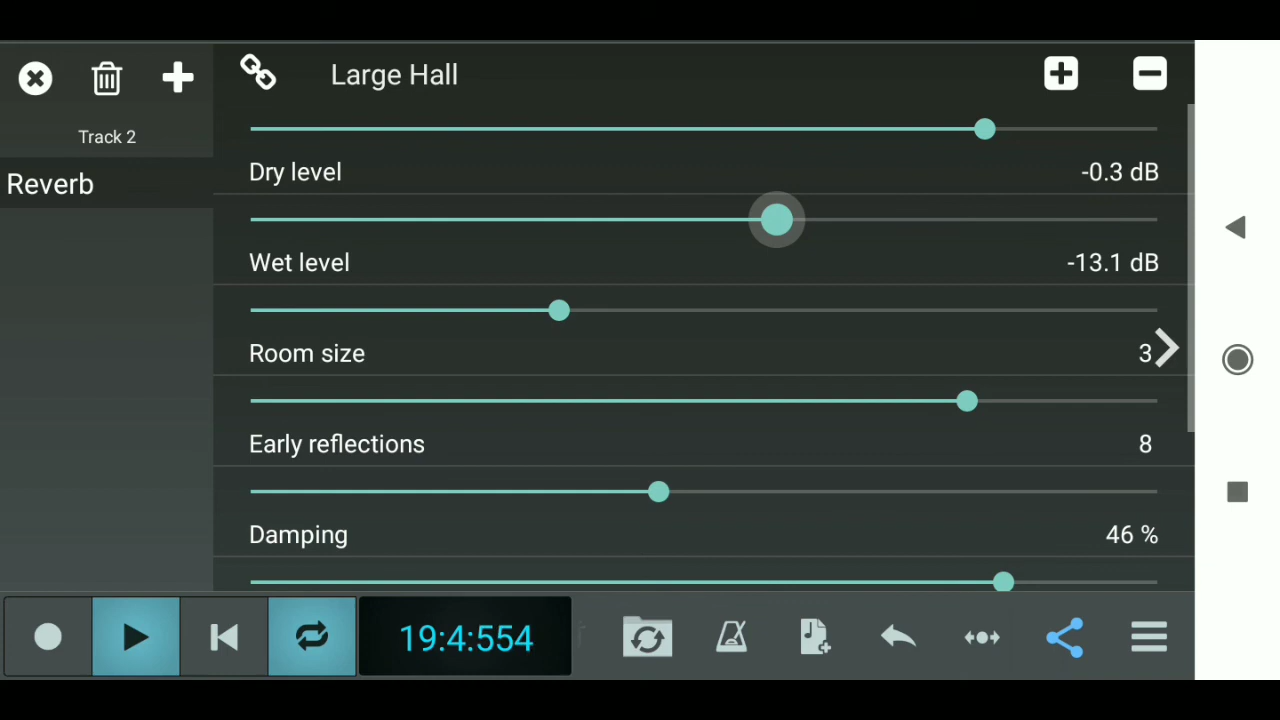 Large Hall
Track 2
Reverb
Dry level -0.3 dB
Wet level -13.1 dB
Room size 3
Early reflections 8
Damping 46 %
19:4:554